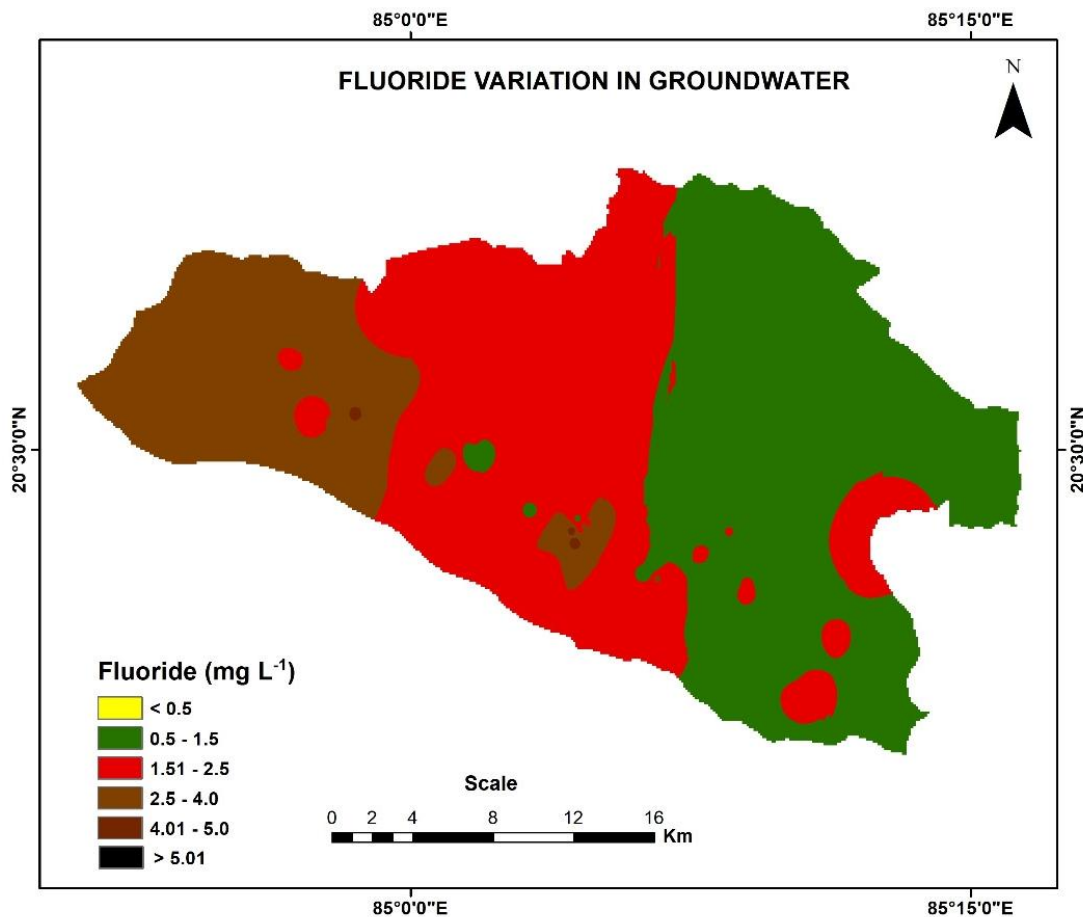 85°0'0"E 85°15'0"E
FLUORIDE VARIATION IN GROUNDWATER
N
20°30'0"N 20°30'0"N
Fluoride (mg L⁻¹)
< 0.5
0.5 - 1.5
1.51 - 2.5
2.5 - 4.0
4.01 - 5.0
> 5.01
Scale
0 2 4 8 12 16
Km
85°0'0"E 85°15'0"E